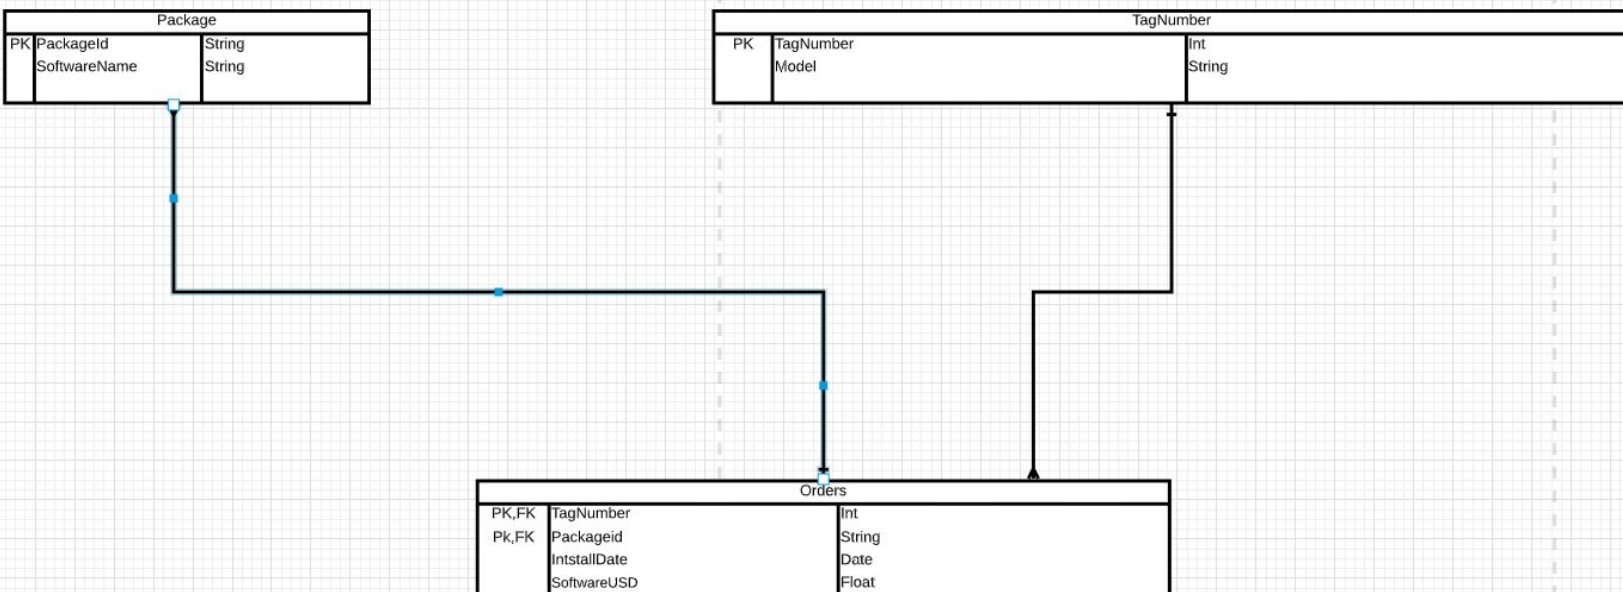 Package
PK PackageId String
SoftwareName String
TagNumber
PK TagNumber Int
Model String
Orders
PK,FK TagNumber Int
Pk,FK Packageid String
IntstallDate Date
SoftwareUSD Float